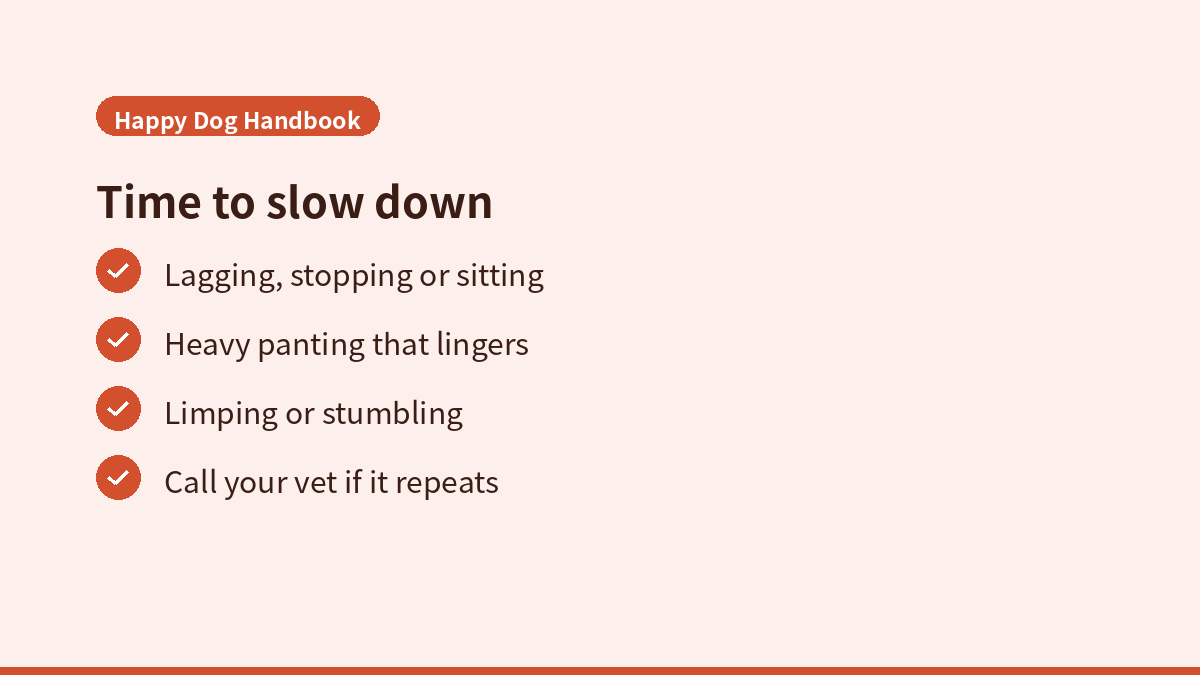 Happy Dog Handbook
Time to slow down
Lagging, stopping or sitting
Heavy panting that lingers
Limping or stumbling
Call your vet if it repeats